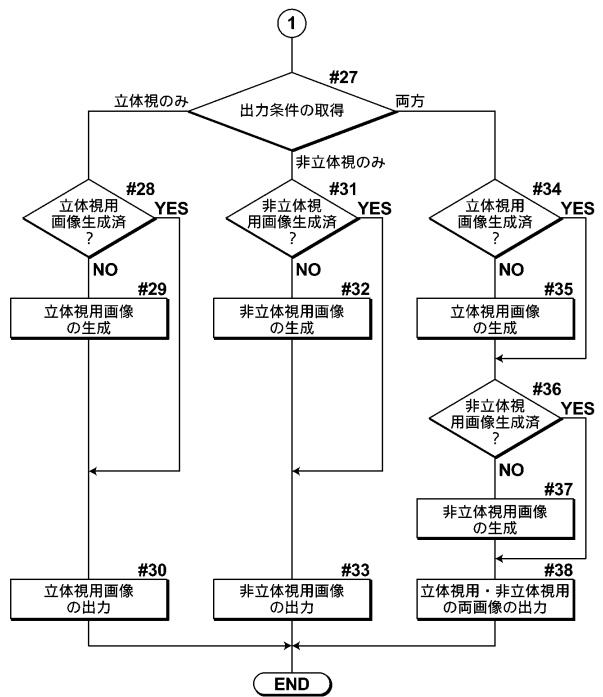 1
#27
出力条件の取得
立体視のみ
両方
非立体視のみ
#28
立体視用
画像生成済
?
YES
NO
#29
立体視用画像
の生成
#30
立体視用画像
の出力
#31
非立体視
用画像生成済
?
YES
NO
#32
非立体視用画像
の生成
#33
非立体視用画像
の出力
#34
立体視用
画像生成済
?
YES
NO
#35
立体視用画像
の生成
#36
非立体視
用画像生成済
?
YES
NO
#37
非立体視用画像
の生成
#38
立体視用・非立体視用
の両画像の出力
END